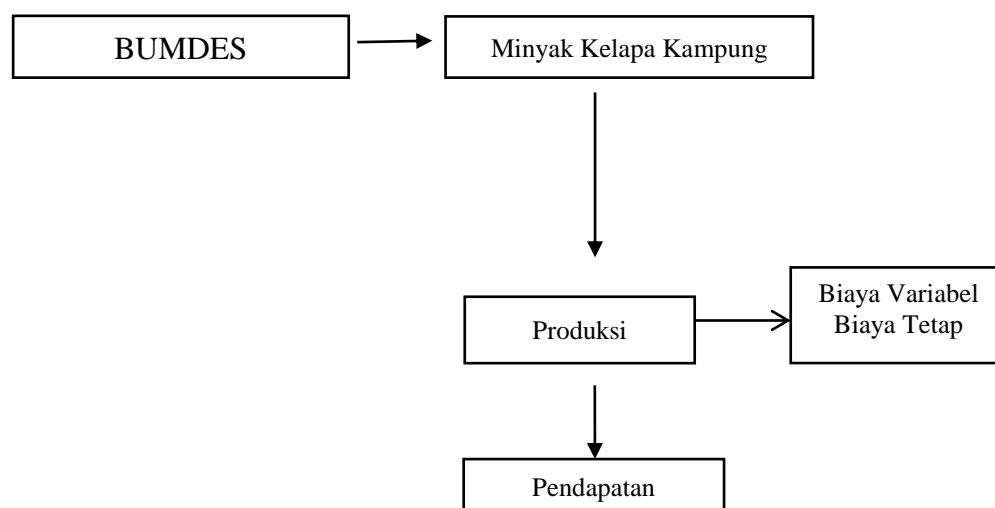 BUMDES
Minyak Kelapa Kampung
Produksi
Biaya Variabel
Biaya Tetap
Pendapatan